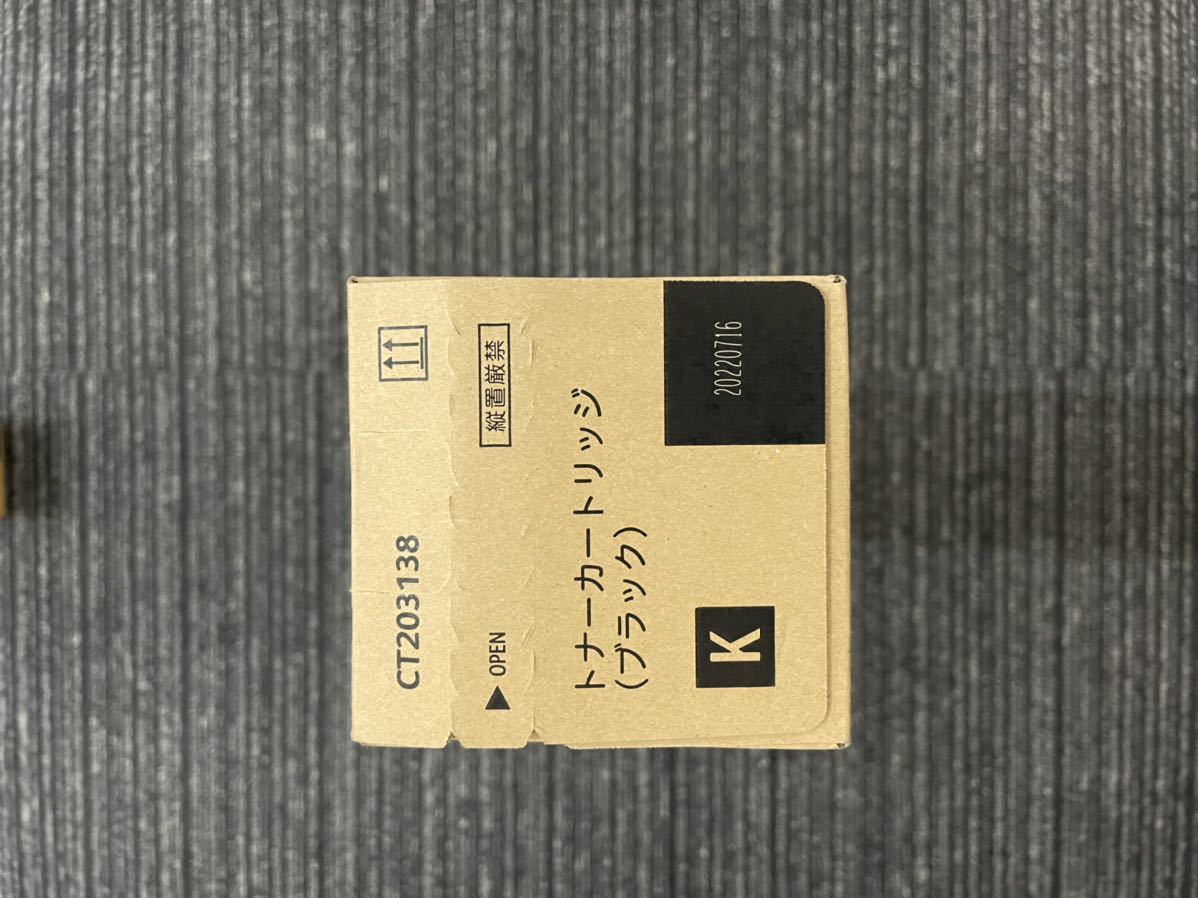 CT203138
▶ OPEN
縦置厳禁
トナーカートリッジ
(ブラック)
K
20220716